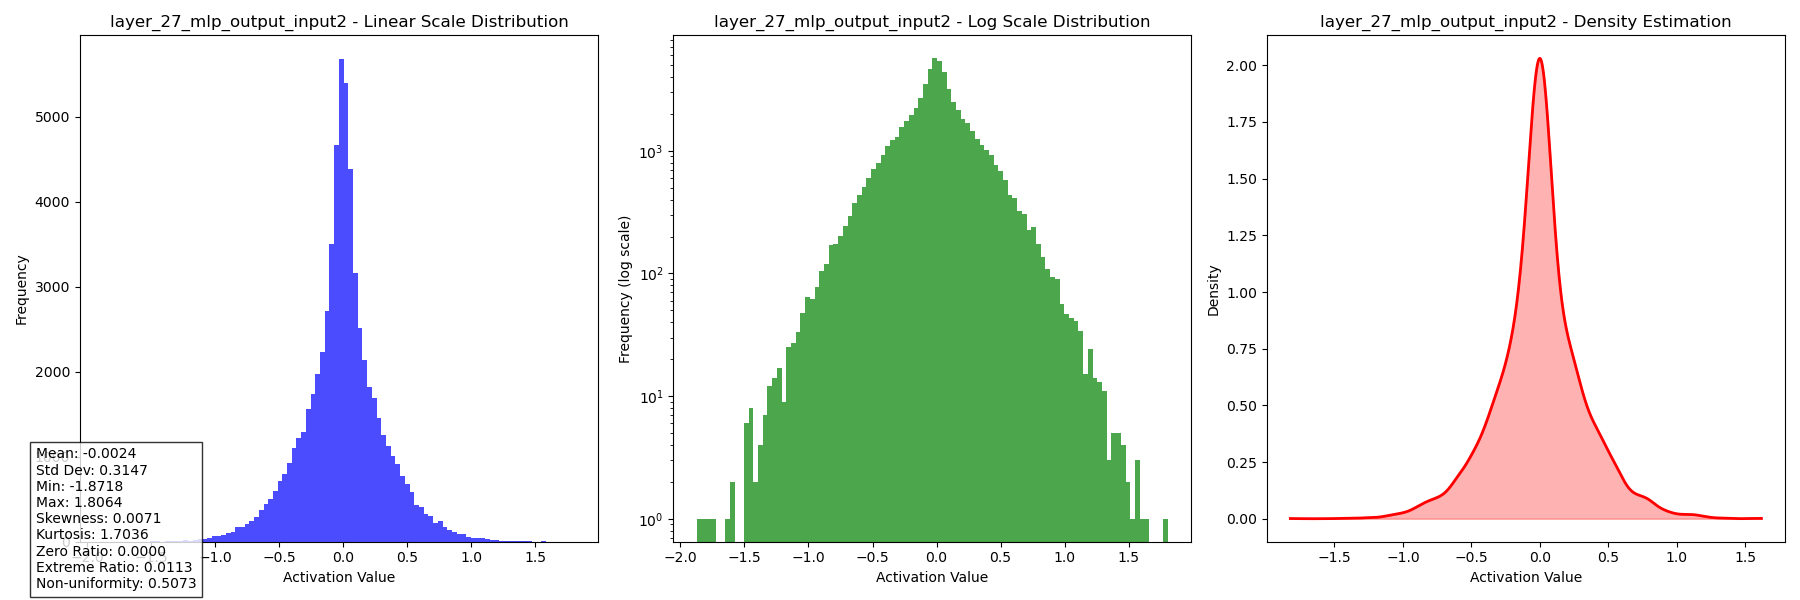 layer_27_mlp_output_input2 - Linear Scale Distribution
Frequency
5000
4000
3000
2000
Mean: -0.0024
Std Dev: 0.3147
Min: -1.8718
Max: 1.8064
Skewness: 0.0071
Kurtosis: 1.7036
Zero Ratio: 0.0000
Extreme Ratio: 0.0113
Non-uniformity: 0.5073
−1.0 −0.5 0.0 0.5 1.0 1.5
Activation Value
layer_27_mlp_output_input2 - Log Scale Distribution
Frequency (log scale)
10³
10²
10¹
10⁰
−2.0 −1.5 −1.0 −0.5 0.0 0.5 1.0 1.5
Activation Value
layer_27_mlp_output_input2 - Density Estimation
Density
2.00
1.75
1.50
1.25
1.00
0.75
0.50
0.25
0.00
−1.5 −1.0 −0.5 0.0 0.5 1.0 1.5
Activation Value